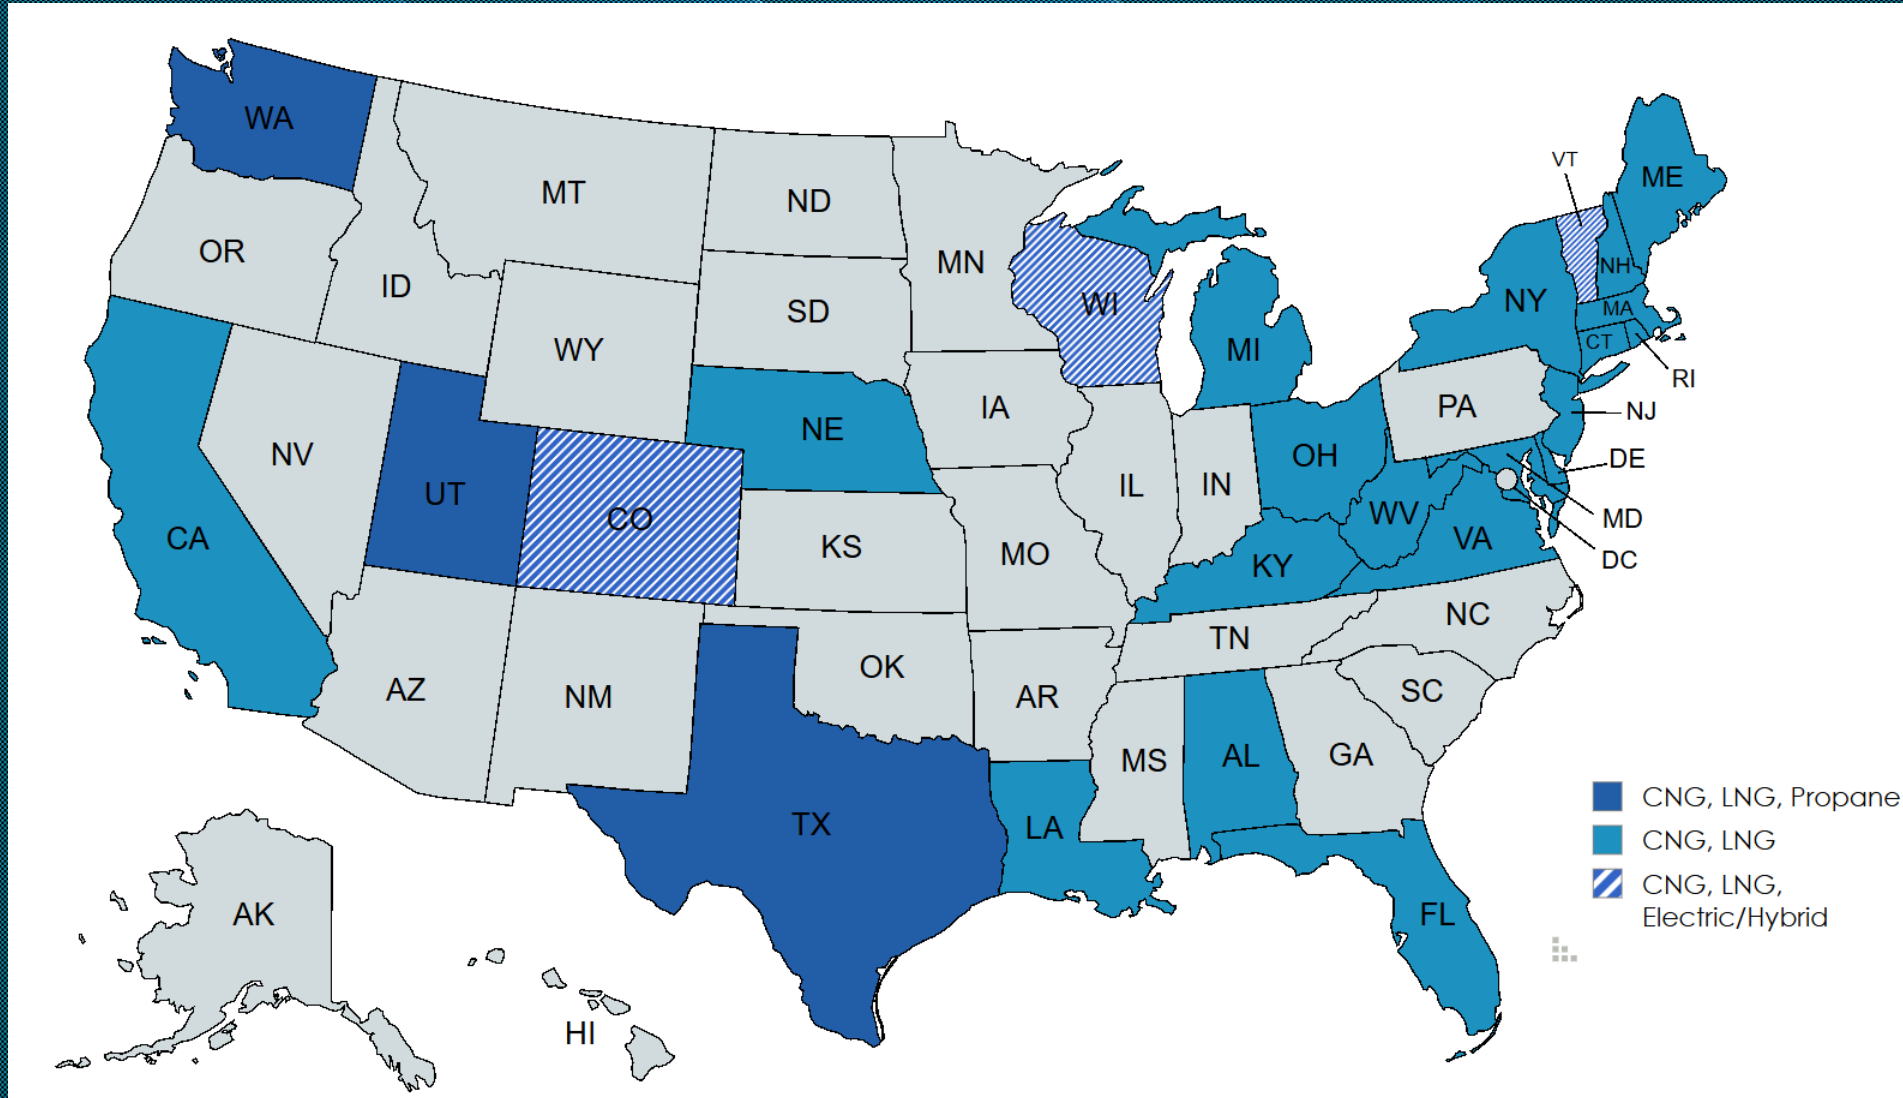 WA
MT
ND
MN
OR
ID
SD
WY
WI
MI
VT
ME
NH
NY
MA
CT
RI
NJ
PA
DE
MD
DC
NV
UT
CO
NE
IA
IL
IN
OH
WV
VA
KY
CA
KS
MO
TN
NC
AZ
NM
OK
AR
SC
MS
AL
GA
TX
LA
FL
AK
HI
CNG, LNG, Propane
CNG, LNG
CNG, LNG,
Electric/Hybrid